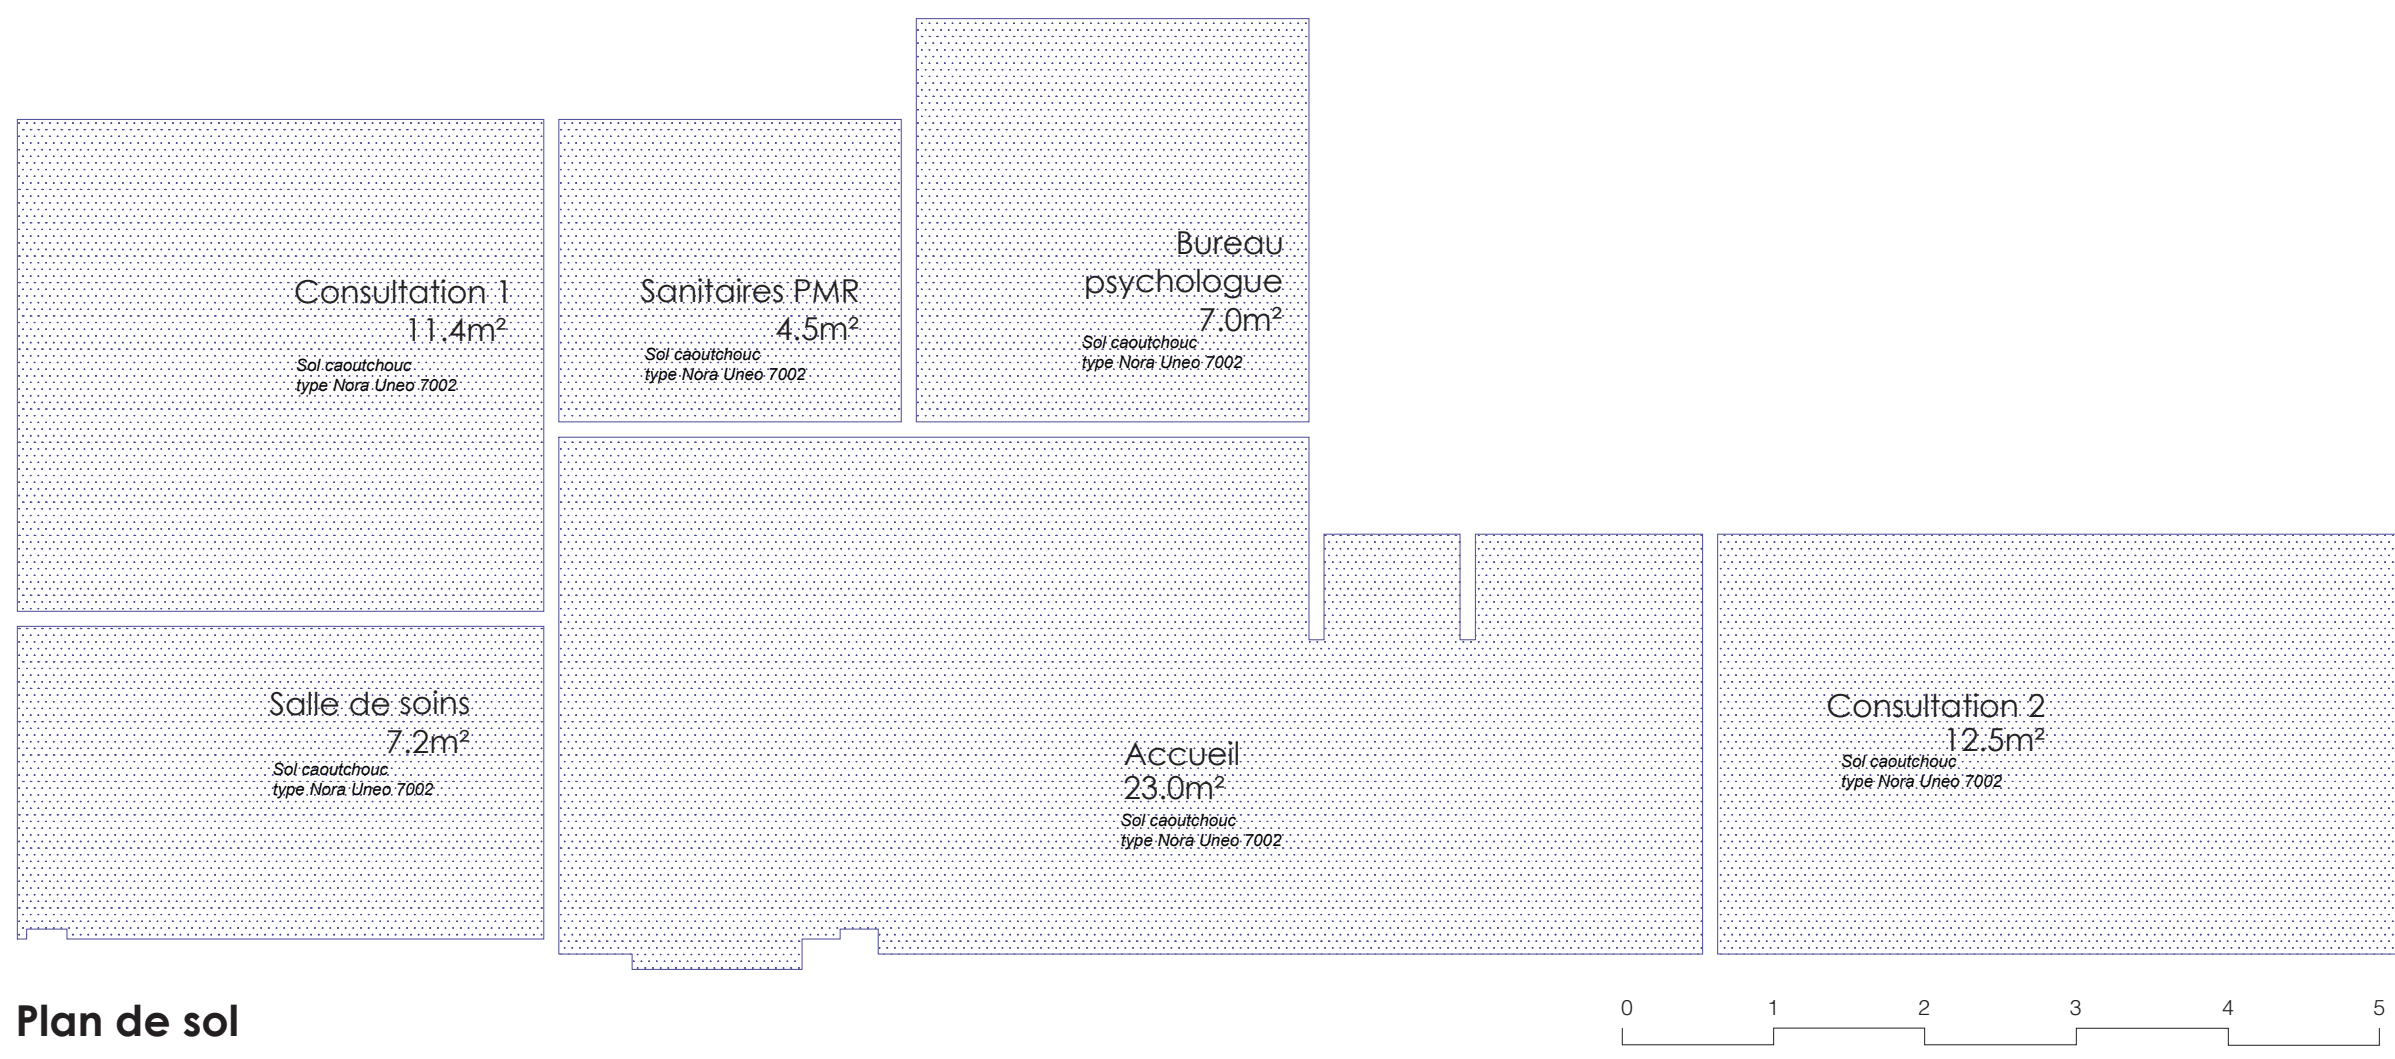 Bureau
psychologue
7.0m²
Sol caoutchouc
type Nora Uneo 7002
Consultation 1
11.4m²
Sol caoutchouc
type Nora Uneo 7002
Sanitaires PMR
4.5m²
Sol caoutchouc
type Nora Uneo 7002
Salle de soins
7.2m²
Sol caoutchouc
type Nora Uneo 7002
Accueil
23.0m²
Sol caoutchouc
type Nora Uneo 7002
Consultation 2
12.5m²
Sol caoutchouc
type Nora Uneo 7002
Plan de sol
0 1 2 3 4 5